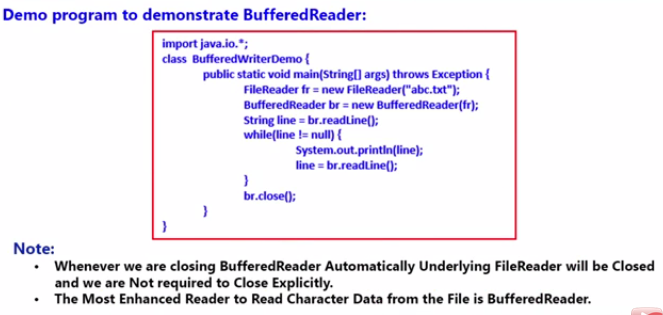 Demo program to demonstrate BufferedReader:
import java.io.*;
class BufferedWriterDemo {
public static void main(String[] args) throws Exception {
FileReader fr = new FileReader("abc.txt");
BufferedReader br = new BufferedReader(fr);
String line = br.readLine();
while(line != null) {
System.out.println(line);
line = br.readLine();
}
br.close();
}
}
Note:
• Whenever we are closing BufferedReader Automatically Underlying FileReader will be Closed
and we are Not required to Close Explicitly.
• The Most Enhanced Reader to Read Character Data from the File is BufferedReader.